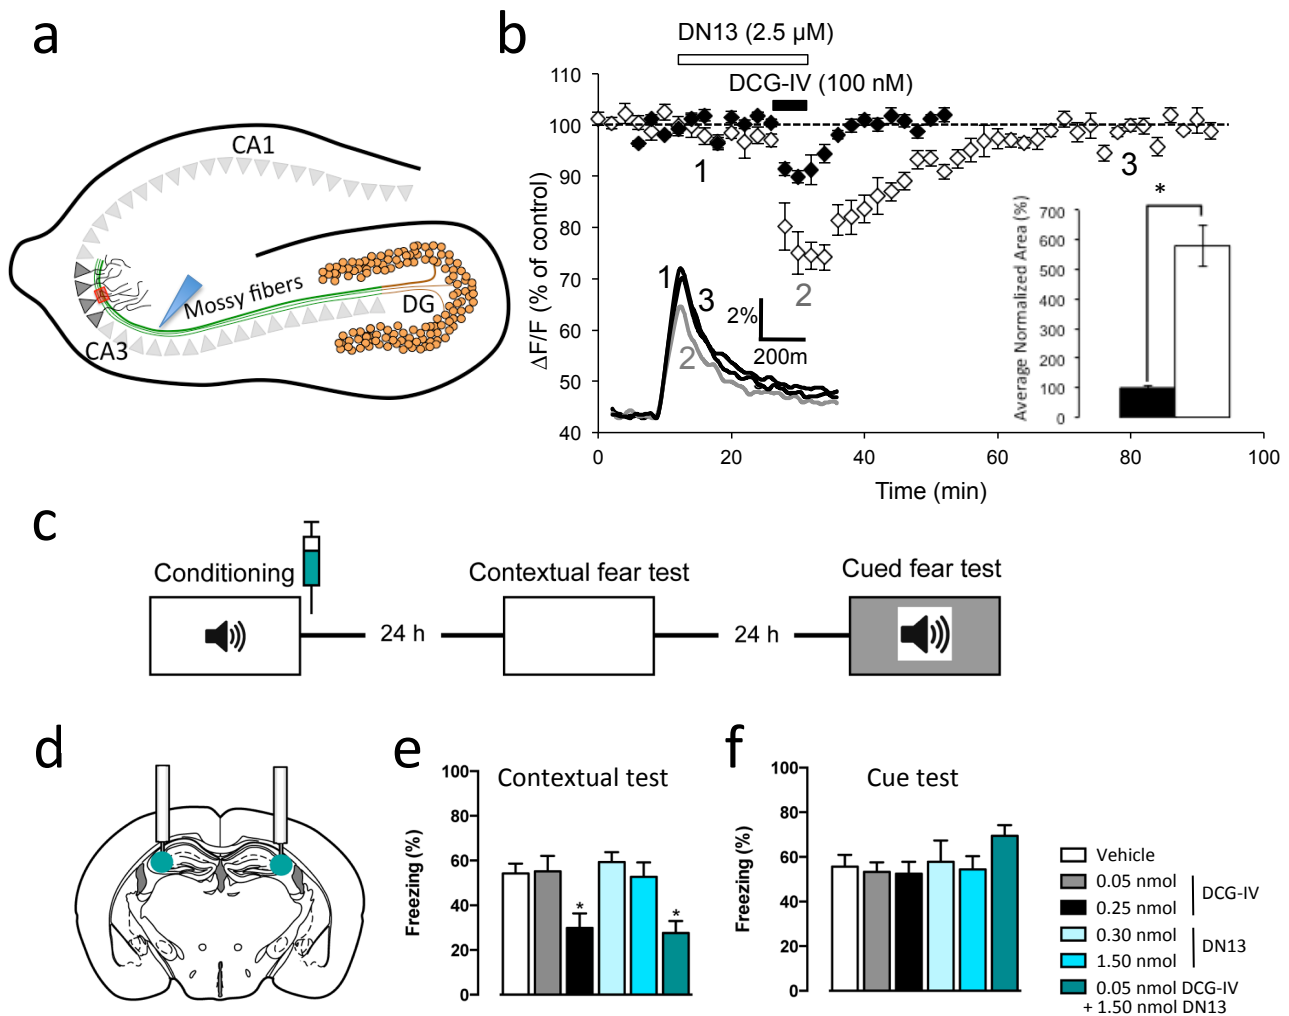 a
CA1
Mossy fibers
DG
CA3
b
DN13 (2.5 µM)
DCG-IV (100 nM)
ΔF/F (% of control)
110
100
90
80
70
60
50
40
0
20
40
60
80
100
Time (min)
1
2
3
1
3
2
2%
200m
*
Average Normalized Area (%)
700
600
500
400
300
200
100
0
c
Conditioning
Contextual fear test
Cued fear test
24 h
24 h
d
e
Contextual test
Freezing (%)
100
80
60
40
20
0
*
*
f
Cue test
Freezing (%)
100
80
60
40
20
0
Vehicle
0.05 nmol
0.25 nmol
DCG-IV
0.30 nmol
1.50 nmol
DN13
0.05 nmol DCG-IV
+ 1.50 nmol DN13